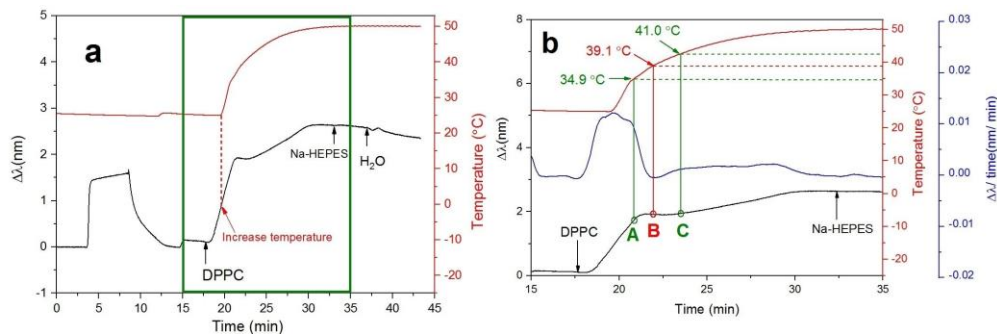 a
Δλ(nm)
5
4
3
2
1
0
-1
0 5 10 15 20 25 30 35 40 45
Time (min)
50
40
30
20
10
0
-10
-20
Temperature (°C)
Na-HEPES
H2O
Increase temperature
DPPC
b
Δλ(nm)
8
6
4
2
0
15 20 25 30 35
Time (min)
41.0 °C
39.1 °C
34.9 °C
DPPC
A B C
Na-HEPES
50
40
30
20
10
0
-10
-20
Temperature (°C)
0.03
0.02
0.01
0.00
-0.01
-0.02
Δλ/ time(nm/ min)